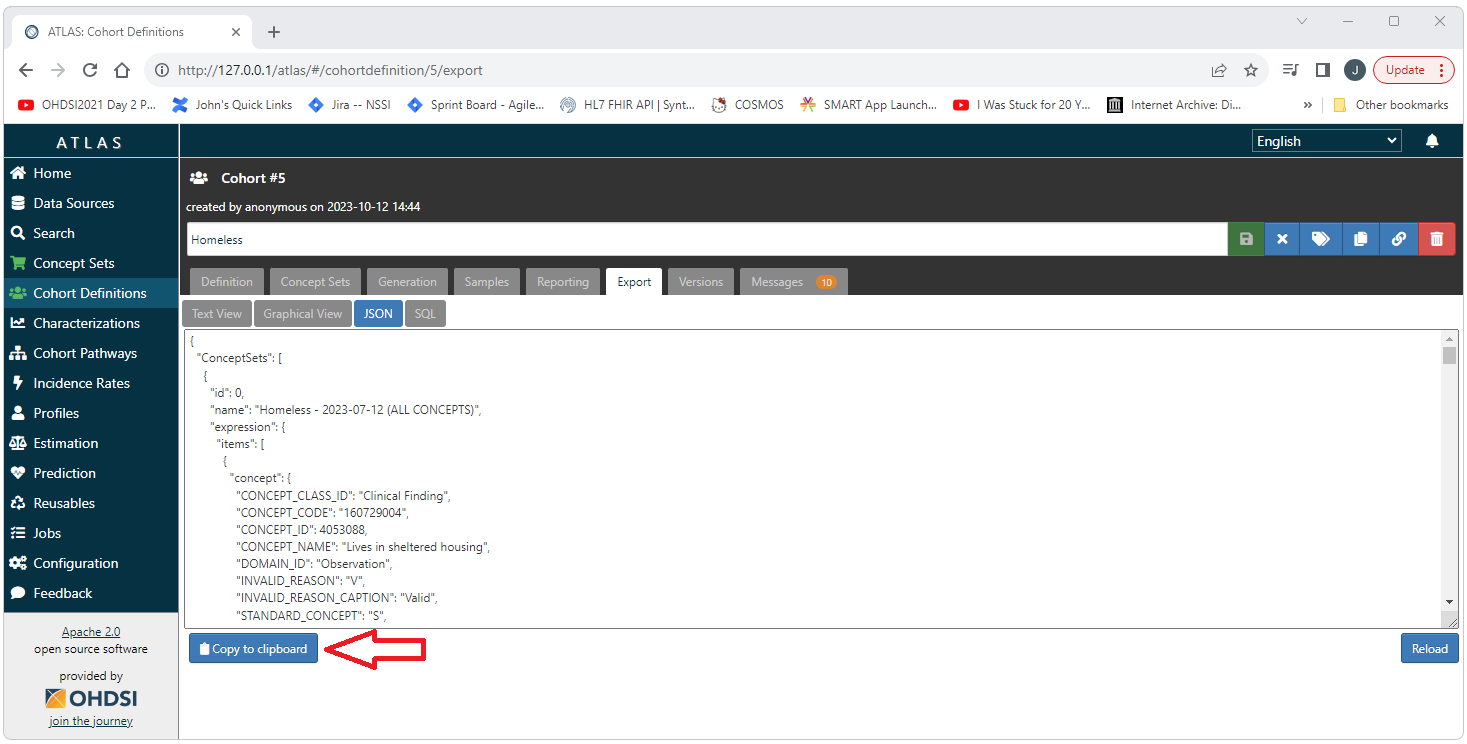 ATLAS: Cohort Definitions
http://127.0.0.1/atlas/#/cohortdefinition/5/export
J
Update
OHDSI2021 Day 2 P...
John's Quick Links
Jira -- NSSI
Sprint Board - Agile...
HL7 FHIR API | Synt...
COSMOS
SMART App Launch...
I Was Stuck for 20 Y...
Internet Archive: Di...
»
Other bookmarks
ATLAS
English
Home
Data Sources
Search
Concept Sets
Cohort Definitions
Characterizations
Cohort Pathways
Incidence Rates
Profiles
Estimation
Prediction
Reusables
Jobs
Configuration
Feedback
Apache 2.0
open source software
provided by
OHDSI
join the journey
Cohort #5
created by anonymous on 2023-10-12 14:44
Homeless
Definition
Concept Sets
Generation
Samples
Reporting
Export
Versions
Messages 10
Text View
Graphical View
JSON
SQL
{
"ConceptSets": [
{
"id": 0,
"name": "Homeless - 2023-07-12 (ALL CONCEPTS)",
"expression": {
"items": [
{
"concept": {
"CONCEPT_CLASS_ID": "Clinical Finding",
"CONCEPT_CODE": "160729004",
"CONCEPT_ID": 4053088,
"CONCEPT_NAME": "Lives in sheltered housing",
"DOMAIN_ID": "Observation",
"INVALID_REASON": "V",
"INVALID_REASON_CAPTION": "Valid",
"STANDARD_CONCEPT": "S",
Copy to clipboard
Reload